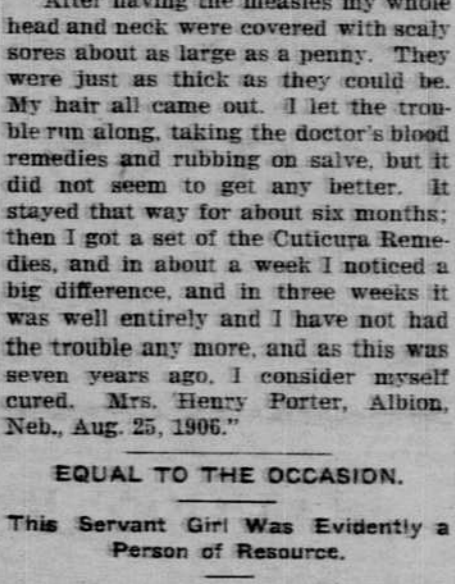 After having the measles my whole
head and neck were covered with scaly
sores about as large as a penny. They
were just as thick as they could be.
My hair all came out. I let the trou-
ble run along, taking the doctor's blood
remedies and rubbing on salve, but it
did not seem to get any better. It
stayed that way for about six months;
then I got a set of the Cuticura Reme-
dies, and in about a week I noticed a
big difference, and in three weeks it
was well entirely and I have not had
the trouble any more, and as this was
seven years ago, I consider myself
cured. Mrs. Henry Porter, Albion,
Neb., Aug. 25, 1906."
EQUAL TO THE OCCASION.
This Servant Girl Was Evidently a
Person of Resource.